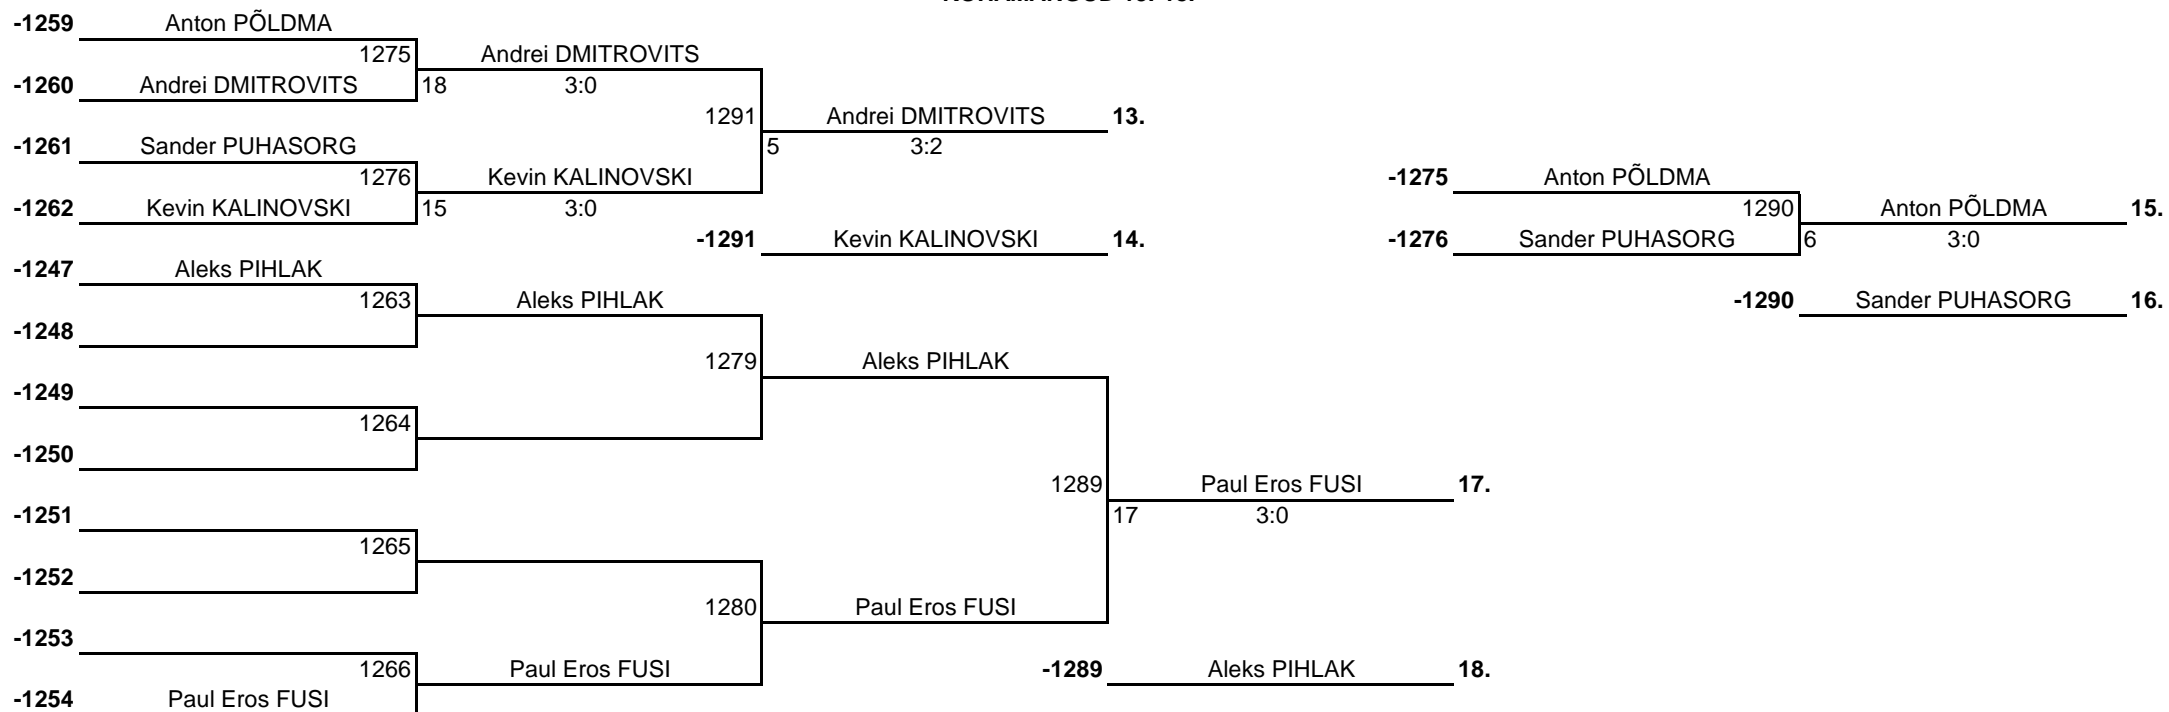 -1259 Anton PÕLDMA
1275 Andrei DMITROVITS
-1260 Andrei DMITROVITS 18 3:0
1291 Andrei DMITROVITS 13.
-1261 Sander PUHASORG 5 3:2
1276 Kevin KALINOVSKI -1275 Anton PÕLDMA
-1262 Kevin KALINOVSKI 15 3:0 1290 Anton PÕLDMA 15.
-1291 Kevin KALINOVSKI 14. -1276 Sander PUHASORG 6 3:0
-1247 Aleks PIHLAK
1263 Aleks PIHLAK -1290 Sander PUHASORG 16.
-1248
1279 Aleks PIHLAK
-1249
1264
-1250
1289 Paul Eros FUSI 17.
-1251 17 3:0
1265
-1252
1280 Paul Eros FUSI
-1253
1266 Paul Eros FUSI -1289 Aleks PIHLAK 18.
-1254 Paul Eros FUSI